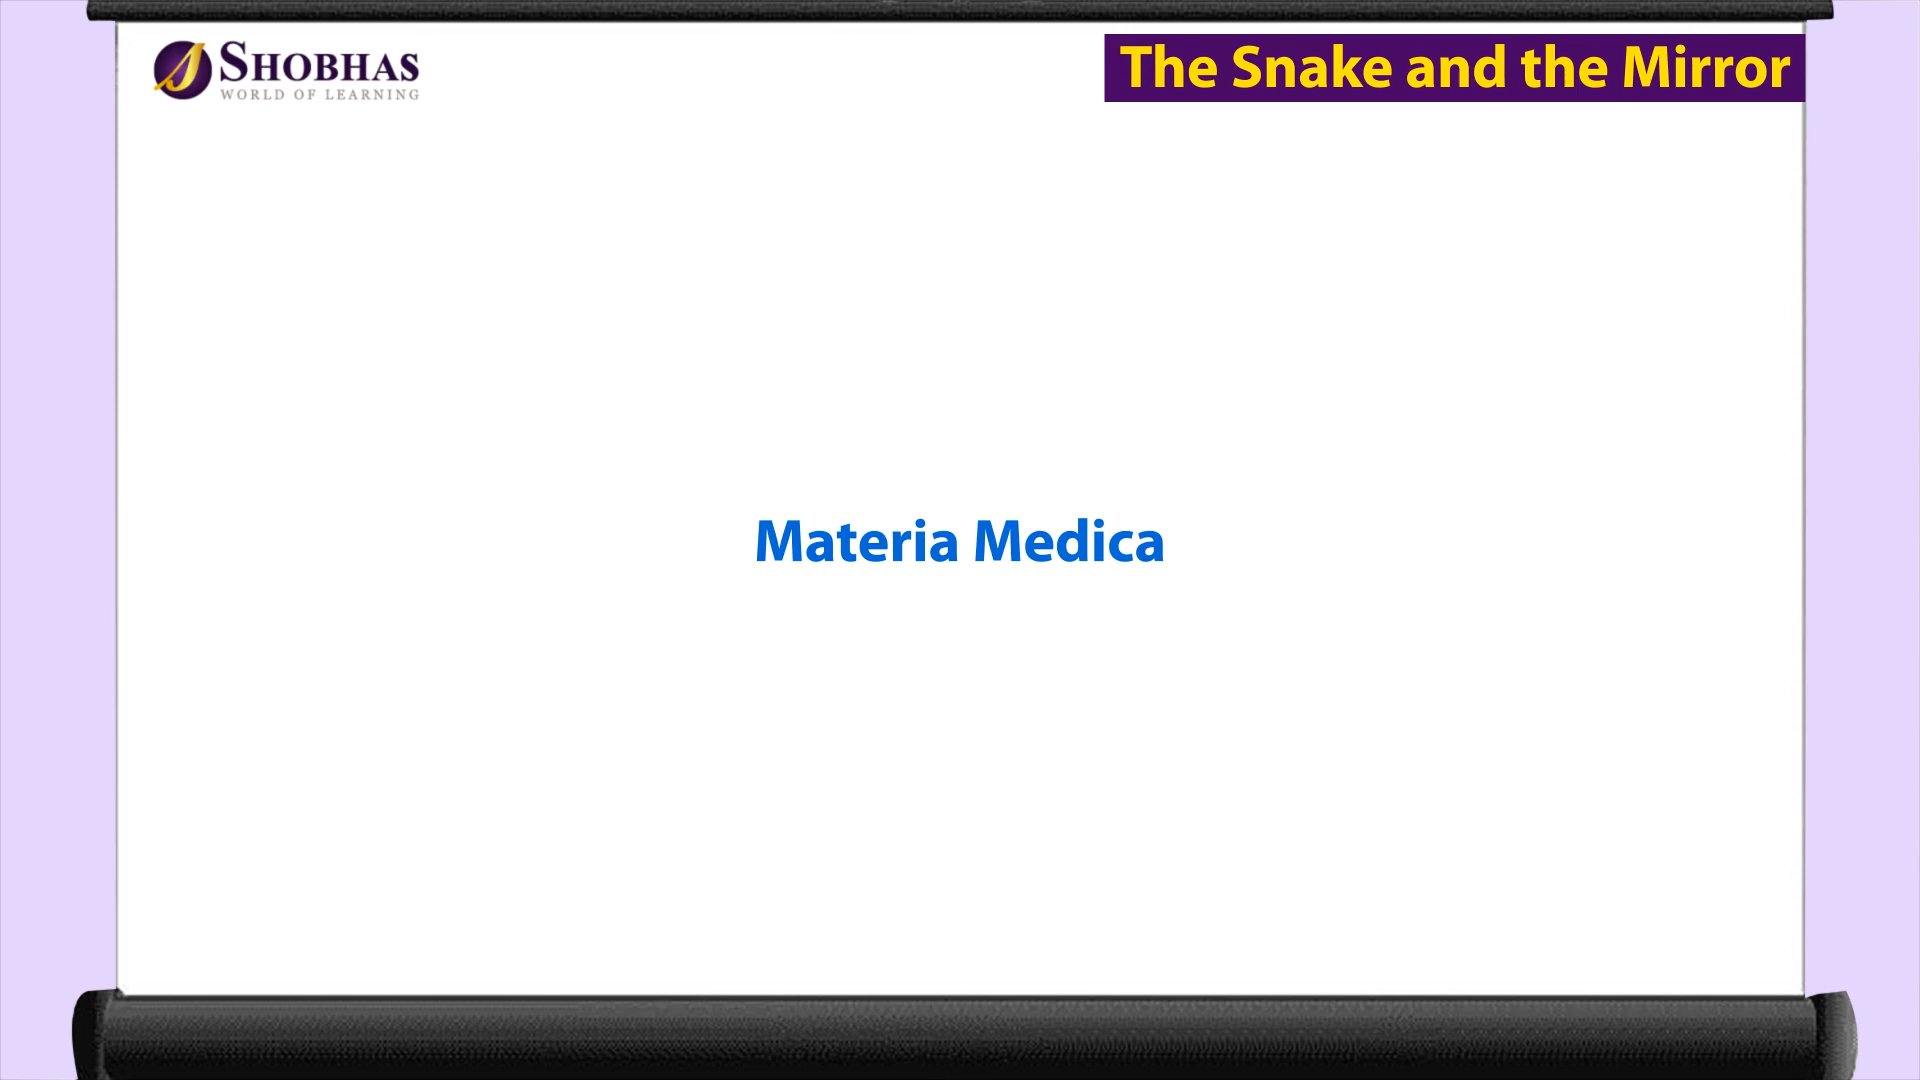 SHOBHAS
WORLD OF LEARNING
The Snake and the Mirror
Materia Medica